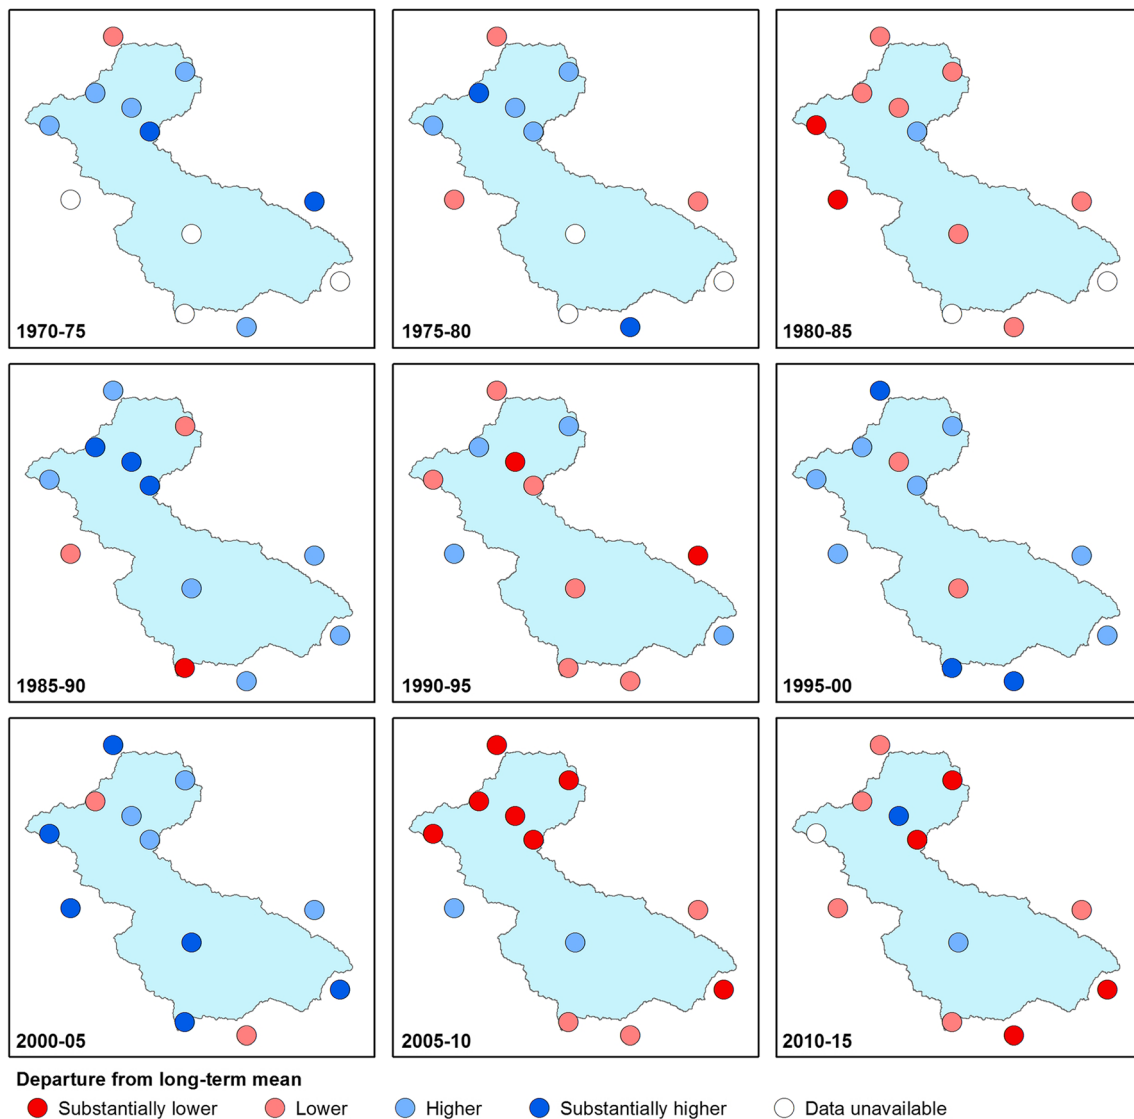 1970-75
1975-80
1980-85
1985-90
1990-95
1995-00
2000-05
2005-10
2010-15
Departure from long-term mean
Substantially lower
Lower
Higher
Substantially higher
Data unavailable